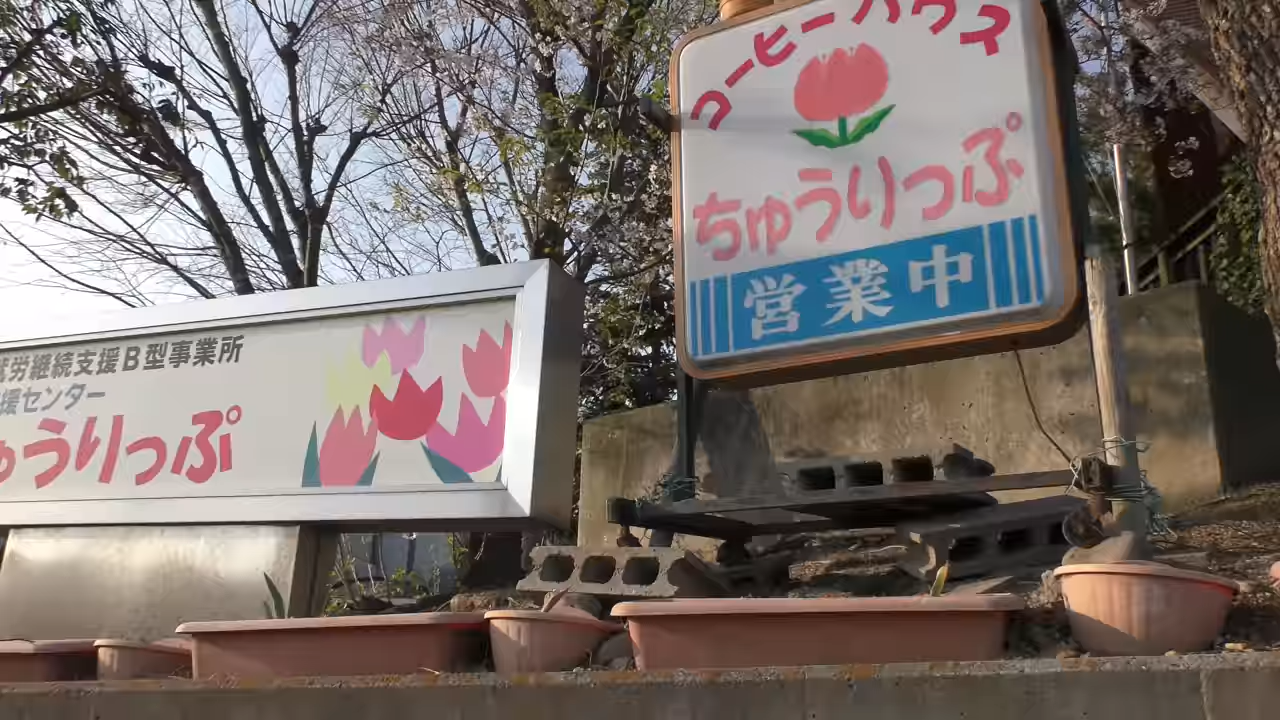 就労継続支援B型事業所
援センター
ゅうりっぷ
コーヒーハウス
ちゅうりっぷ
営業中